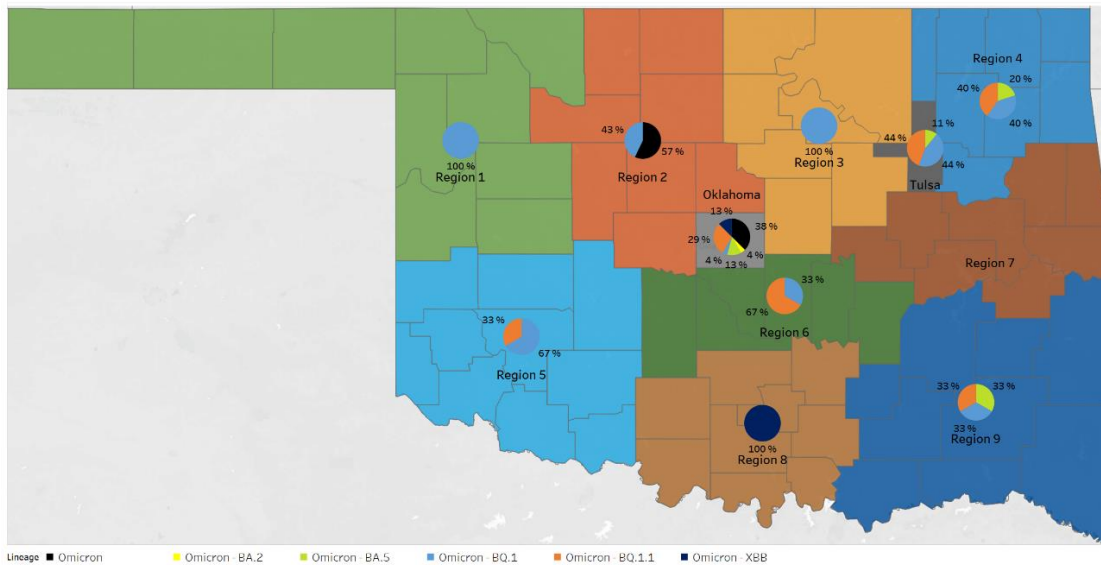 Region 4
20 %
40 %
40 %
11 %
44 %
44 %
Tulsa
43 %
57 %
Region 2
100 %
Region 1
100 %
Region 3
Oklahoma
13 %
38 %
29 %
4 %
13 %
4 %
Region 7
33 %
67 %
Region 6
33 %
67 %
Region 5
33 %
33 %
33 %
Region 9
100 %
Region 8
Lineage Omicron Omicron - BA.2 Omicron - BA.5 Omicron - BQ.1 Omicron - BQ.1.1 Omicron - XBB